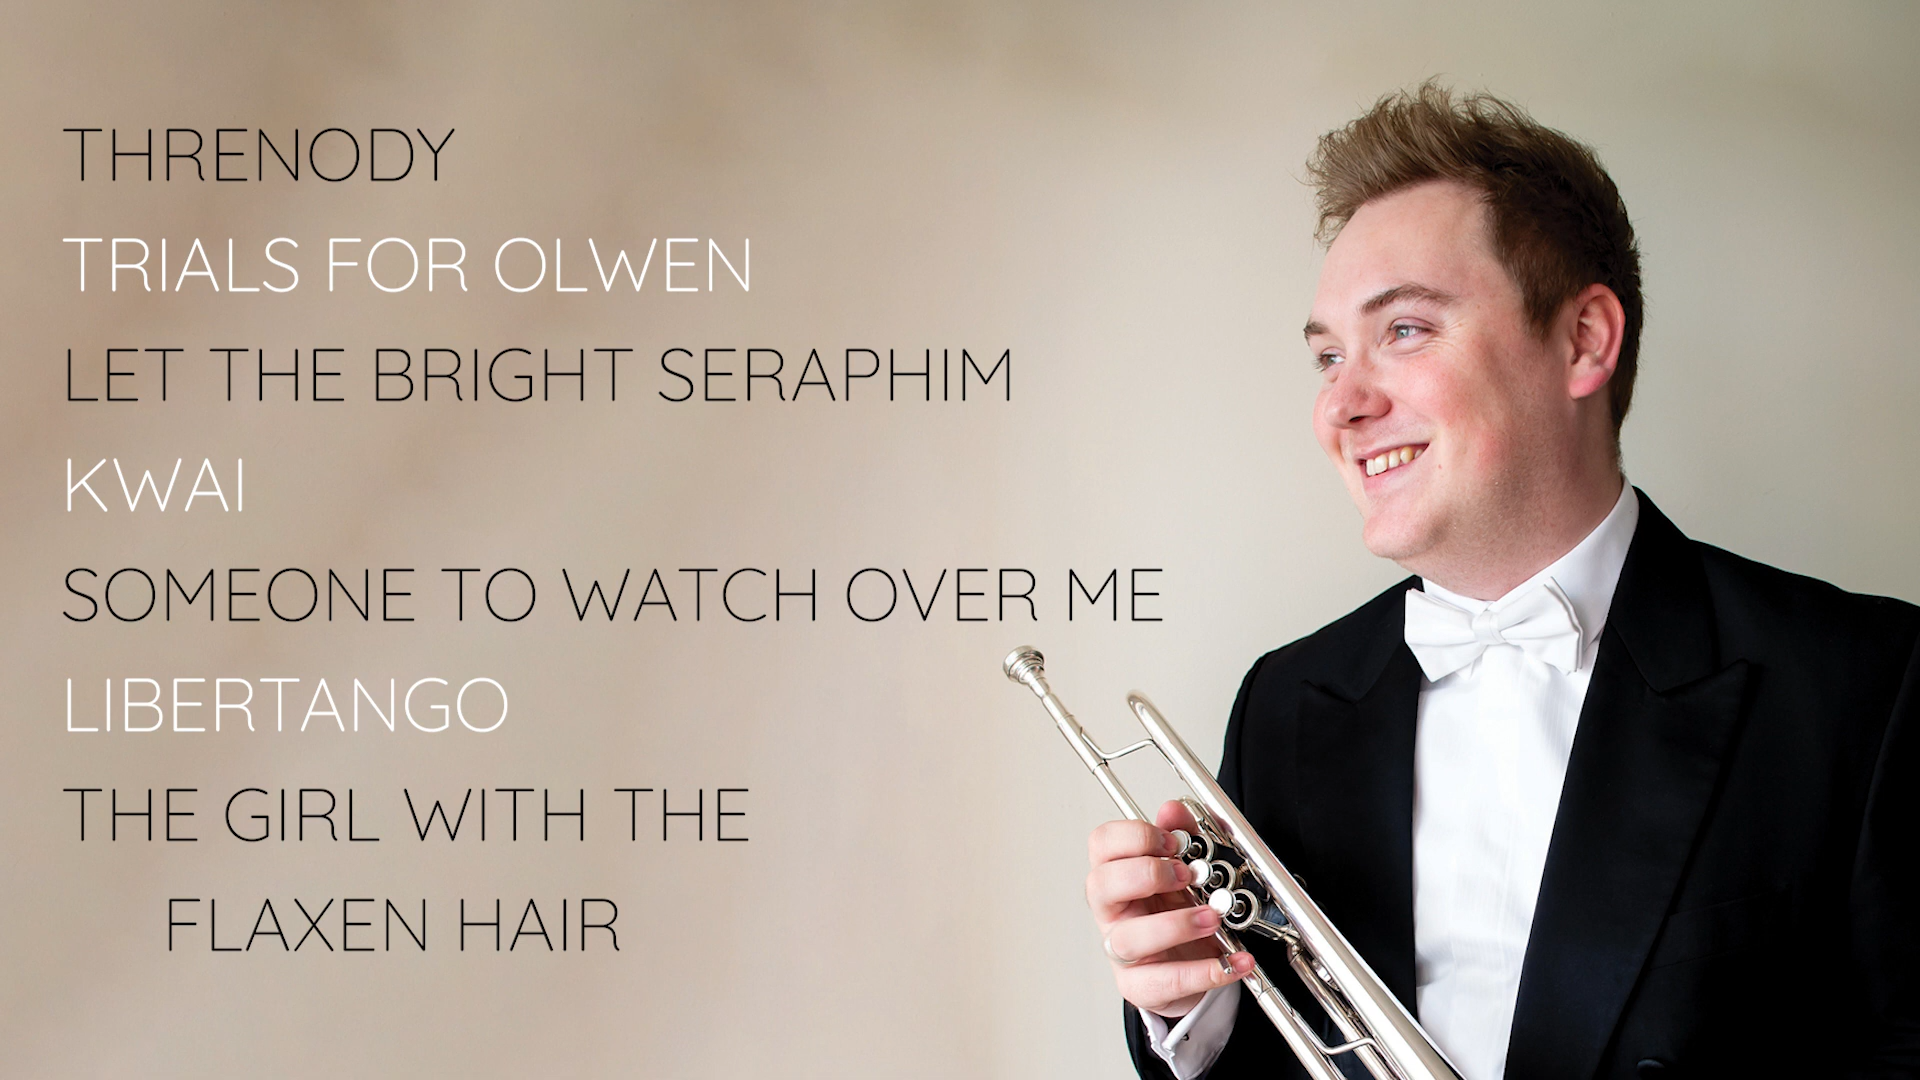 THRENODY
TRIALS FOR OLWEN
LET THE BRIGHT SERAPHIM
KWAI
SOMEONE TO WATCH OVER ME
LIBERTANGO
THE GIRL WITH THE
FLAXEN HAIR